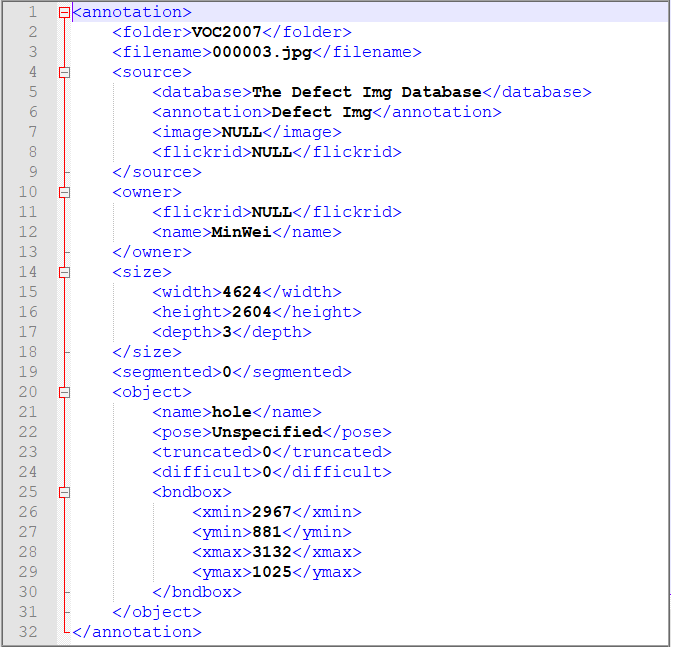 1 <annotation>
2     <folder>VOC2007</folder>
3     <filename>000003.jpg</filename>
4     <source>
5         <database>The Defect Img Database</database>
6         <annotation>Defect Img</annotation>
7         <image>NULL</image>
8         <flickrid>NULL</flickrid>
9     </source>
10     <owner>
11         <flickrid>NULL</flickrid>
12         <name>MinWei</name>
13     </owner>
14     <size>
15         <width>4624</width>
16         <height>2604</height>
17         <depth>3</depth>
18     </size>
19     <segmented>0</segmented>
20     <object>
21         <name>hole</name>
22         <pose>Unspecified</pose>
23         <truncated>0</truncated>
24         <difficult>0</difficult>
25         <bndbox>
26             <xmin>2967</xmin>
27             <ymin>881</ymin>
28             <xmax>3132</xmax>
29             <ymax>1025</ymax>
30         </bndbox>
31     </object>
32 </annotation>